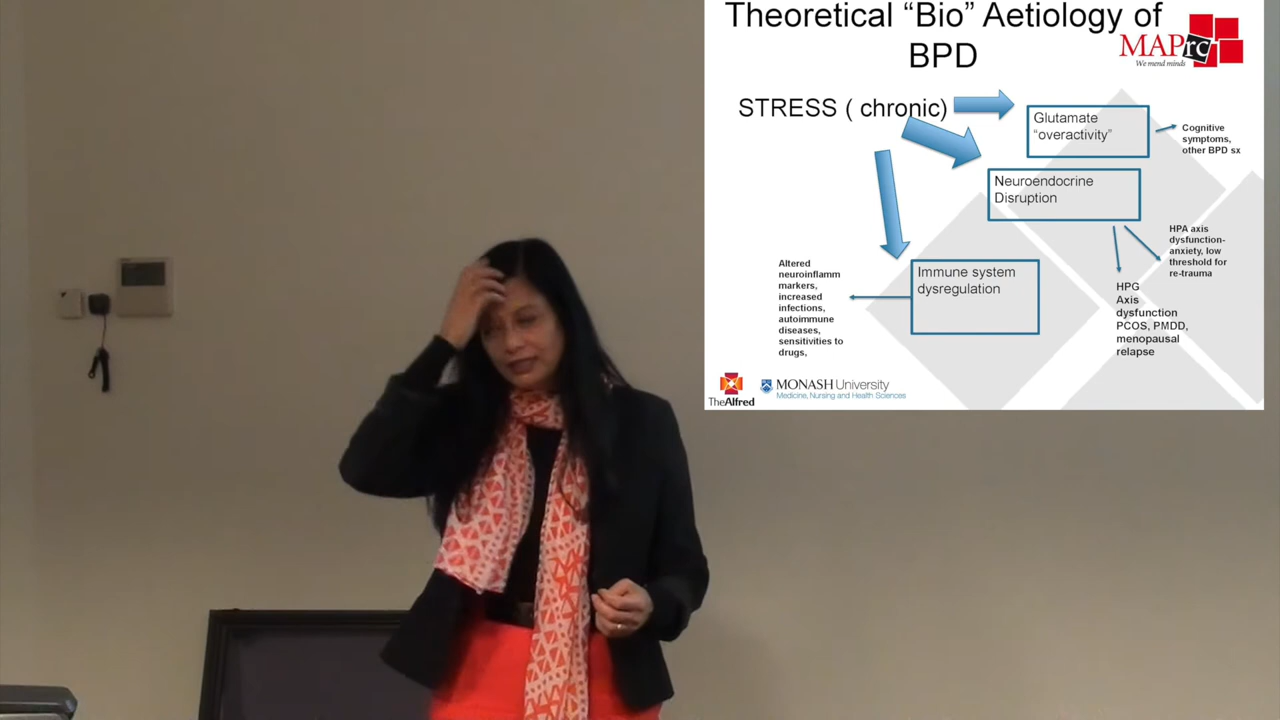 Theoretical “Bio” Aetiology of
BPD
MAPrc
We mend minds
STRESS ( chronic)
Glutamate
“overactivity”
Cognitive
symptoms,
other BPD sx
Neuroendocrine
Disruption
HPA axis
dysfunction-
anxiety, low
threshold for
re-trauma
HPG
Axis
dysfunction
PCOS, PMDD,
menopausal
relapse
Immune system
dysregulation
Altered
neuroinflamm
markers,
increased
infections,
autoimmune
diseases,
sensitivities to
drugs,
TheAlfred
MONASH University
Medicine, Nursing and Health Sciences